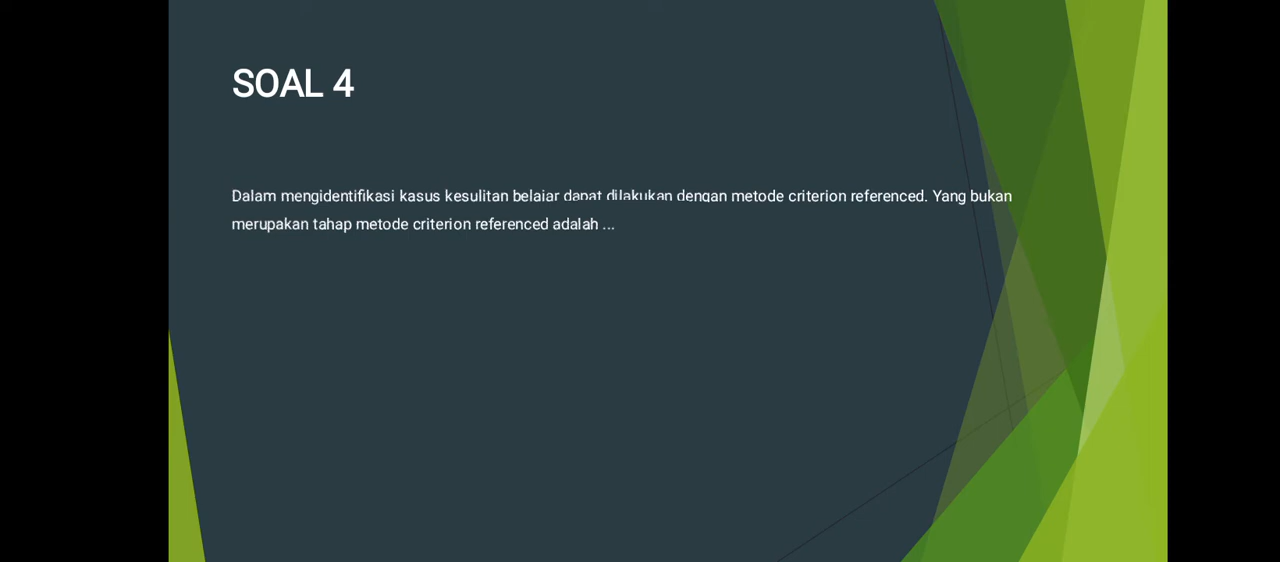 SOAL 4
Dalam mengidentifikasi kasus kesulitan belajar dapat dilakukan dengan metode criterion referenced. Yang bukan
merupakan tahap metode criterion referenced adalah ...